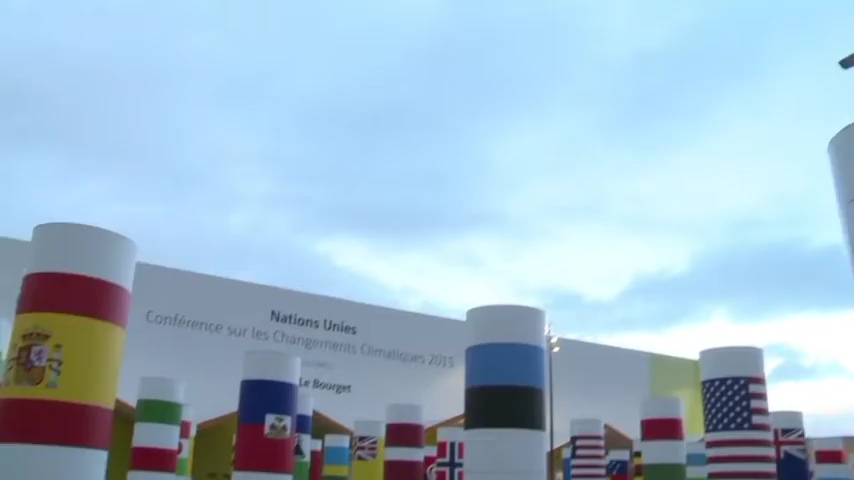 Nations Unies
Conférence sur les Changements Climatiques 2015
Le Bourget